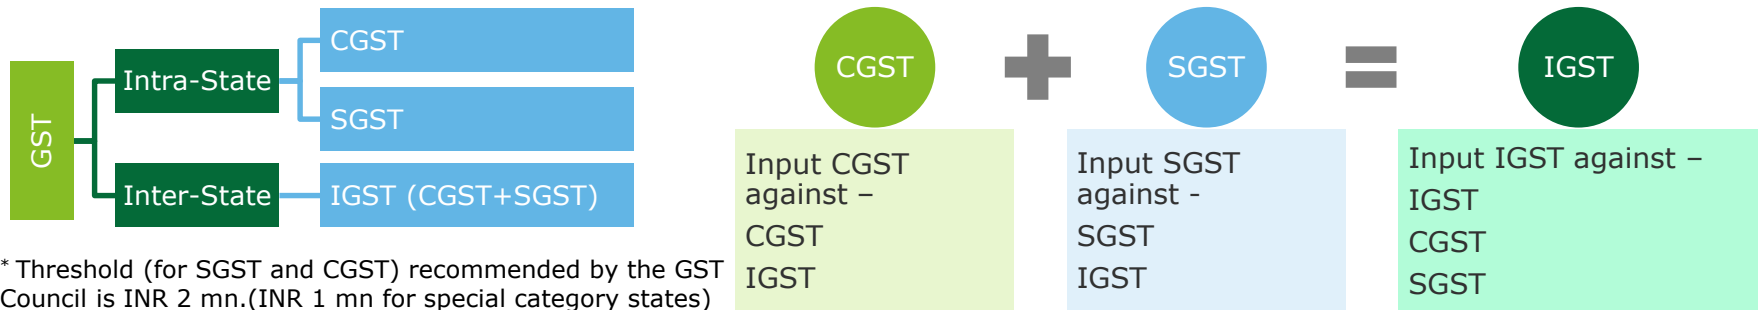 GST
Intra-State
CGST
SGST
Inter-State
IGST (CGST+SGST)
* Threshold (for SGST and CGST) recommended by the GST
Council is INR 2 mn.(INR 1 mn for special category states)
CGST
SGST
IGST
Input CGST
against –
CGST
IGST
Input SGST
against -
SGST
IGST
Input IGST against –
IGST
CGST
SGST